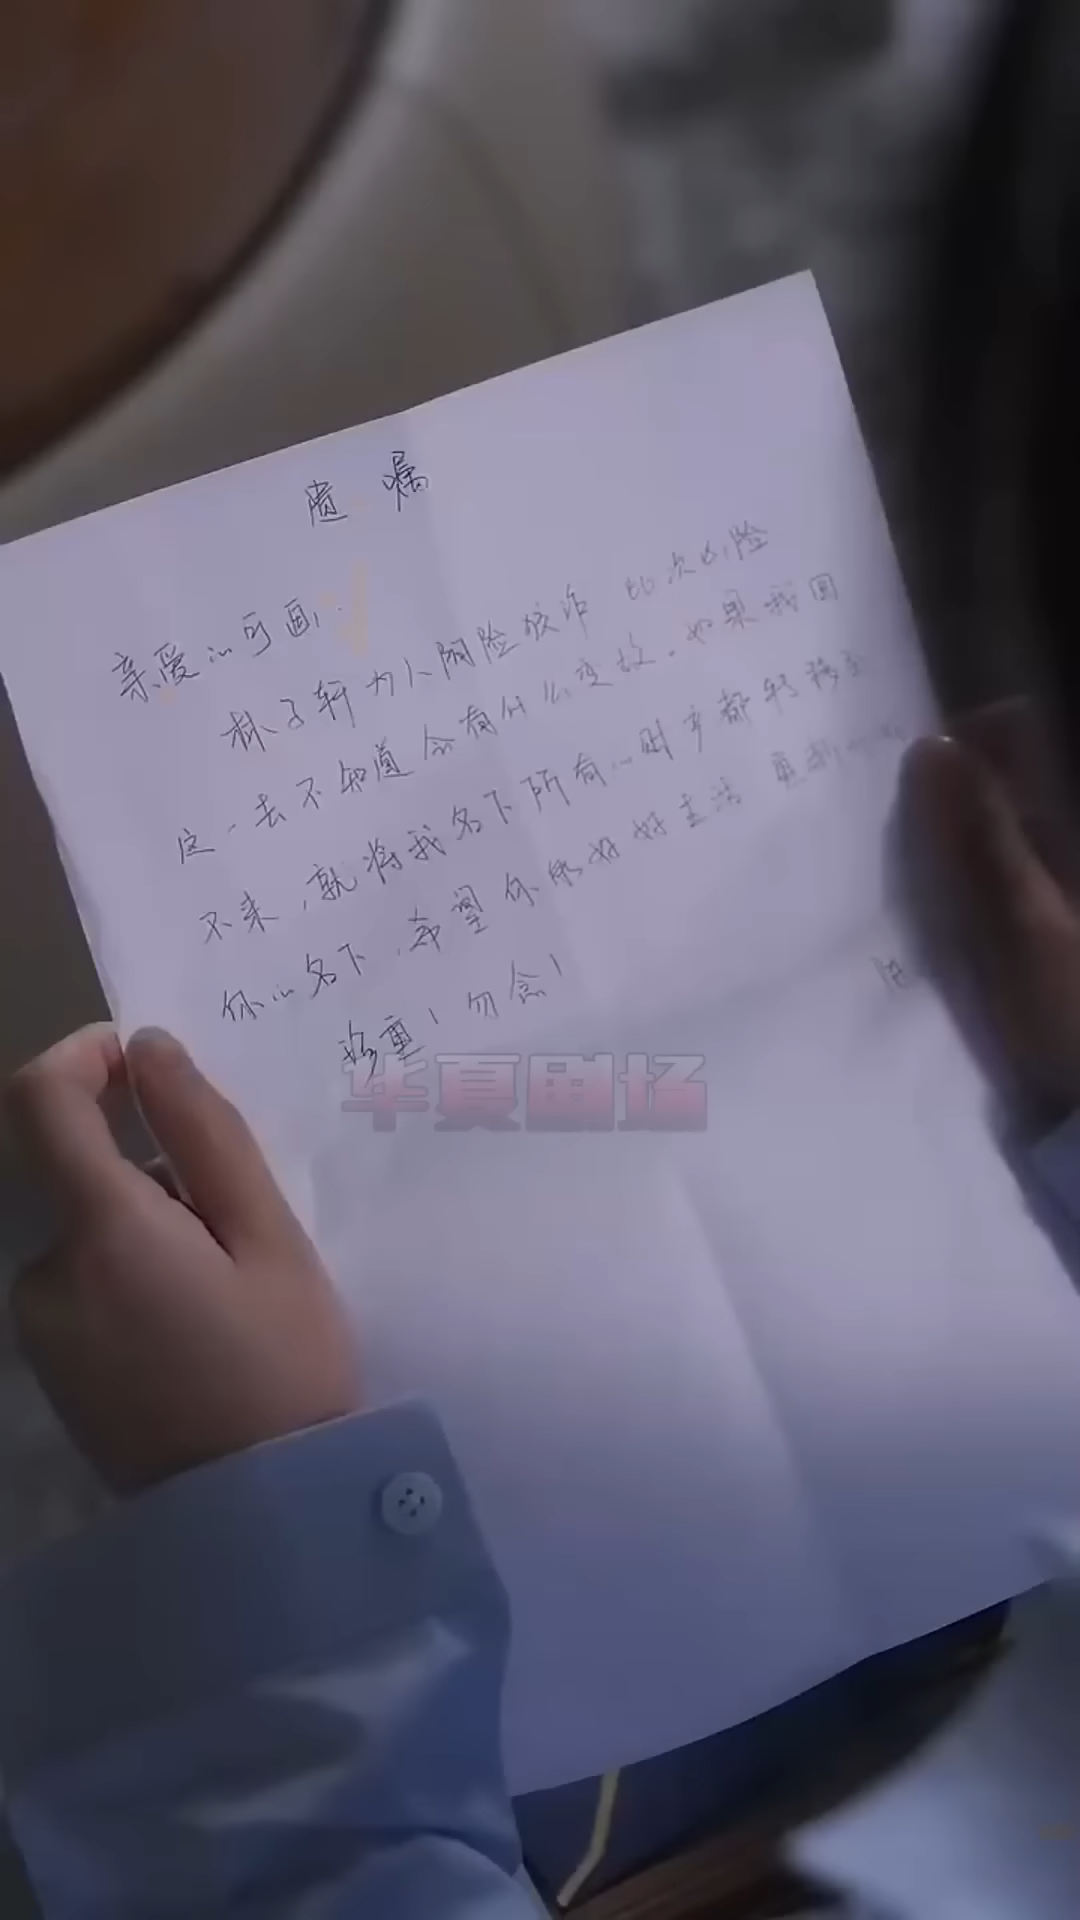 遗嘱
亲爱的可画:
林子轩为人阴险狡诈 此次凶险
这一去不知道会有什么变故。如果我回
不来,就将我名下所有的财产都转移至
你的名下,希望你能好好生活
珍重!勿念!
华夏剧场